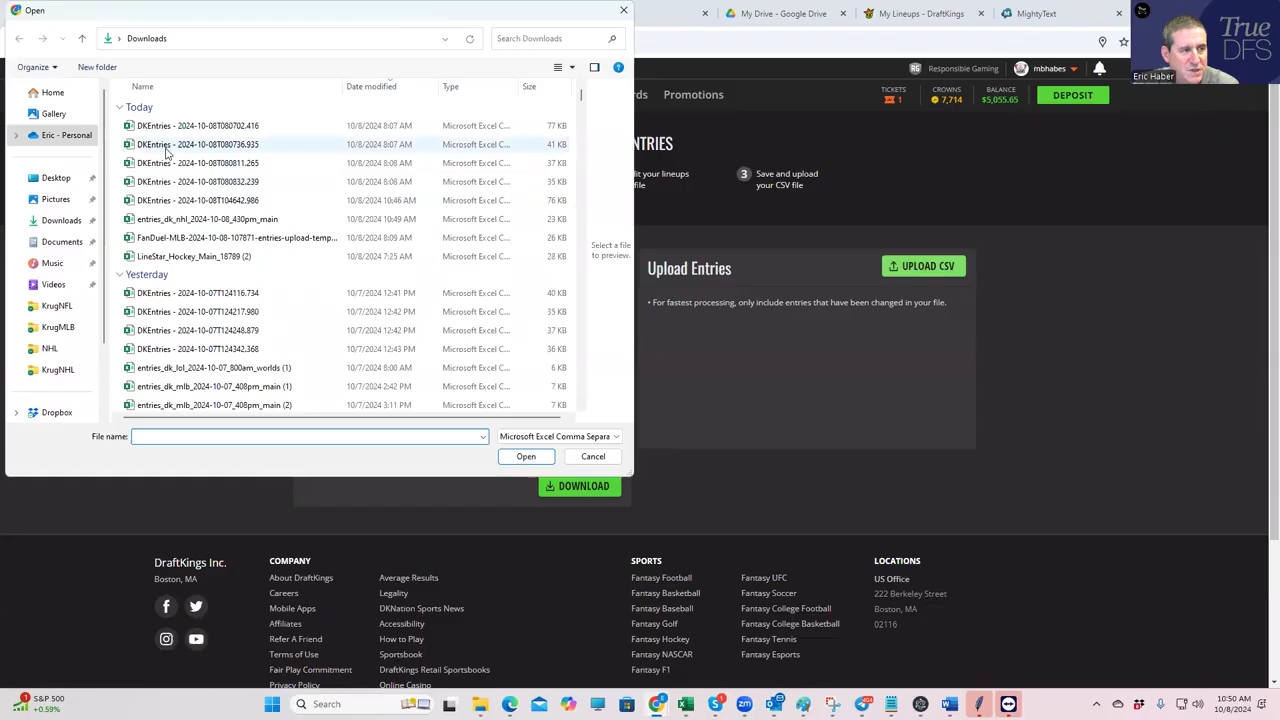 Open
My Drive - Google Drive
My Lineups - DraftKings
MightyText
True
DFS
Eric Haber
Downloads
Search Downloads
Organize
New folder
RG Responsible Gaming
mbhabes
ds
Promotions
TICKETS
1
CROWNS
7,714
BALANCE
$5,055.65
DEPOSIT
Name
Date modified
Type
Size
Home
Gallery
Eric - Personal
Desktop
Pictures
Downloads
Documents
Music
Videos
KrugNFL
KrugMLB
NHL
KrugNHL
Dropbox
Today
DKEntries - 2024-10-08T080702.416 10/8/2024 8:07 AM Microsoft Excel C... 77 KB
DKEntries - 2024-10-08T080736.935 10/8/2024 8:07 AM Microsoft Excel C... 41 KB
DKEntries - 2024-10-08T080811.265 10/8/2024 8:08 AM Microsoft Excel C... 37 KB
DKEntries - 2024-10-08T080832.239 10/8/2024 8:08 AM Microsoft Excel C... 35 KB
DKEntries - 2024-10-08T104642.986 10/8/2024 10:46 AM Microsoft Excel C... 76 KB
entries_dk_nhl_2024-10-08_430pm_main 10/8/2024 10:49 AM Microsoft Excel C... 23 KB
FanDuel-MLB-2024-10-08-107871-entries-upload-temp... 10/8/2024 8:09 AM Microsoft Excel C... 26 KB
LineStar_Hockey_Main_18789 (2) 10/8/2024 7:25 AM Microsoft Excel C... 28 KB
Yesterday
DKEntries - 2024-10-07T124116.734 10/7/2024 12:41 PM Microsoft Excel C... 40 KB
DKEntries - 2024-10-07T124217.980 10/7/2024 12:42 PM Microsoft Excel C... 35 KB
DKEntries - 2024-10-07T124248.879 10/7/2024 12:42 PM Microsoft Excel C... 37 KB
DKEntries - 2024-10-07T124342.368 10/7/2024 12:43 PM Microsoft Excel C... 36 KB
entries_dk_lol_2024-10-07_800am_worlds (1) 10/7/2024 8:00 AM Microsoft Excel C... 6 KB
entries_dk_mlb_2024-10-07_408pm_main (1) 10/7/2024 2:42 PM Microsoft Excel C... 7 KB
entries_dk_mlb_2024-10-07_408pm_main (2) 10/7/2024 3:11 PM Microsoft Excel C... 7 KB
Select a file
to preview.
File name:
Microsoft Excel Comma Separa
Open
Cancel
ENTRIES
dit your lineups
file
3
Save and upload
your CSV file
Upload Entries
UPLOAD CSV
• For fastest processing, only include entries that have been changed in your file.
DOWNLOAD
DraftKings Inc.
Boston, MA
COMPANY
About DraftKings
Careers
Mobile Apps
Affiliates
Refer A Friend
Terms of Use
Fair Play Commitment
Privacy Policy
Average Results
Legality
DKNation Sports News
Accessibility
How to Play
Sportsbook
DraftKings Retail Sportsbooks
Online Casino
SPORTS
Fantasy Football
Fantasy Basketball
Fantasy Baseball
Fantasy Golf
Fantasy Hockey
Fantasy NASCAR
Fantasy F1
Fantasy UFC
Fantasy Soccer
Fantasy College Football
Fantasy College Basketball
Fantasy Tennis
Fantasy Esports
LOCATIONS
US Office
222 Berkeley Street
Boston, MA
02116
S&P 500
+0.59%
Search
10:50 AM
10/8/2024